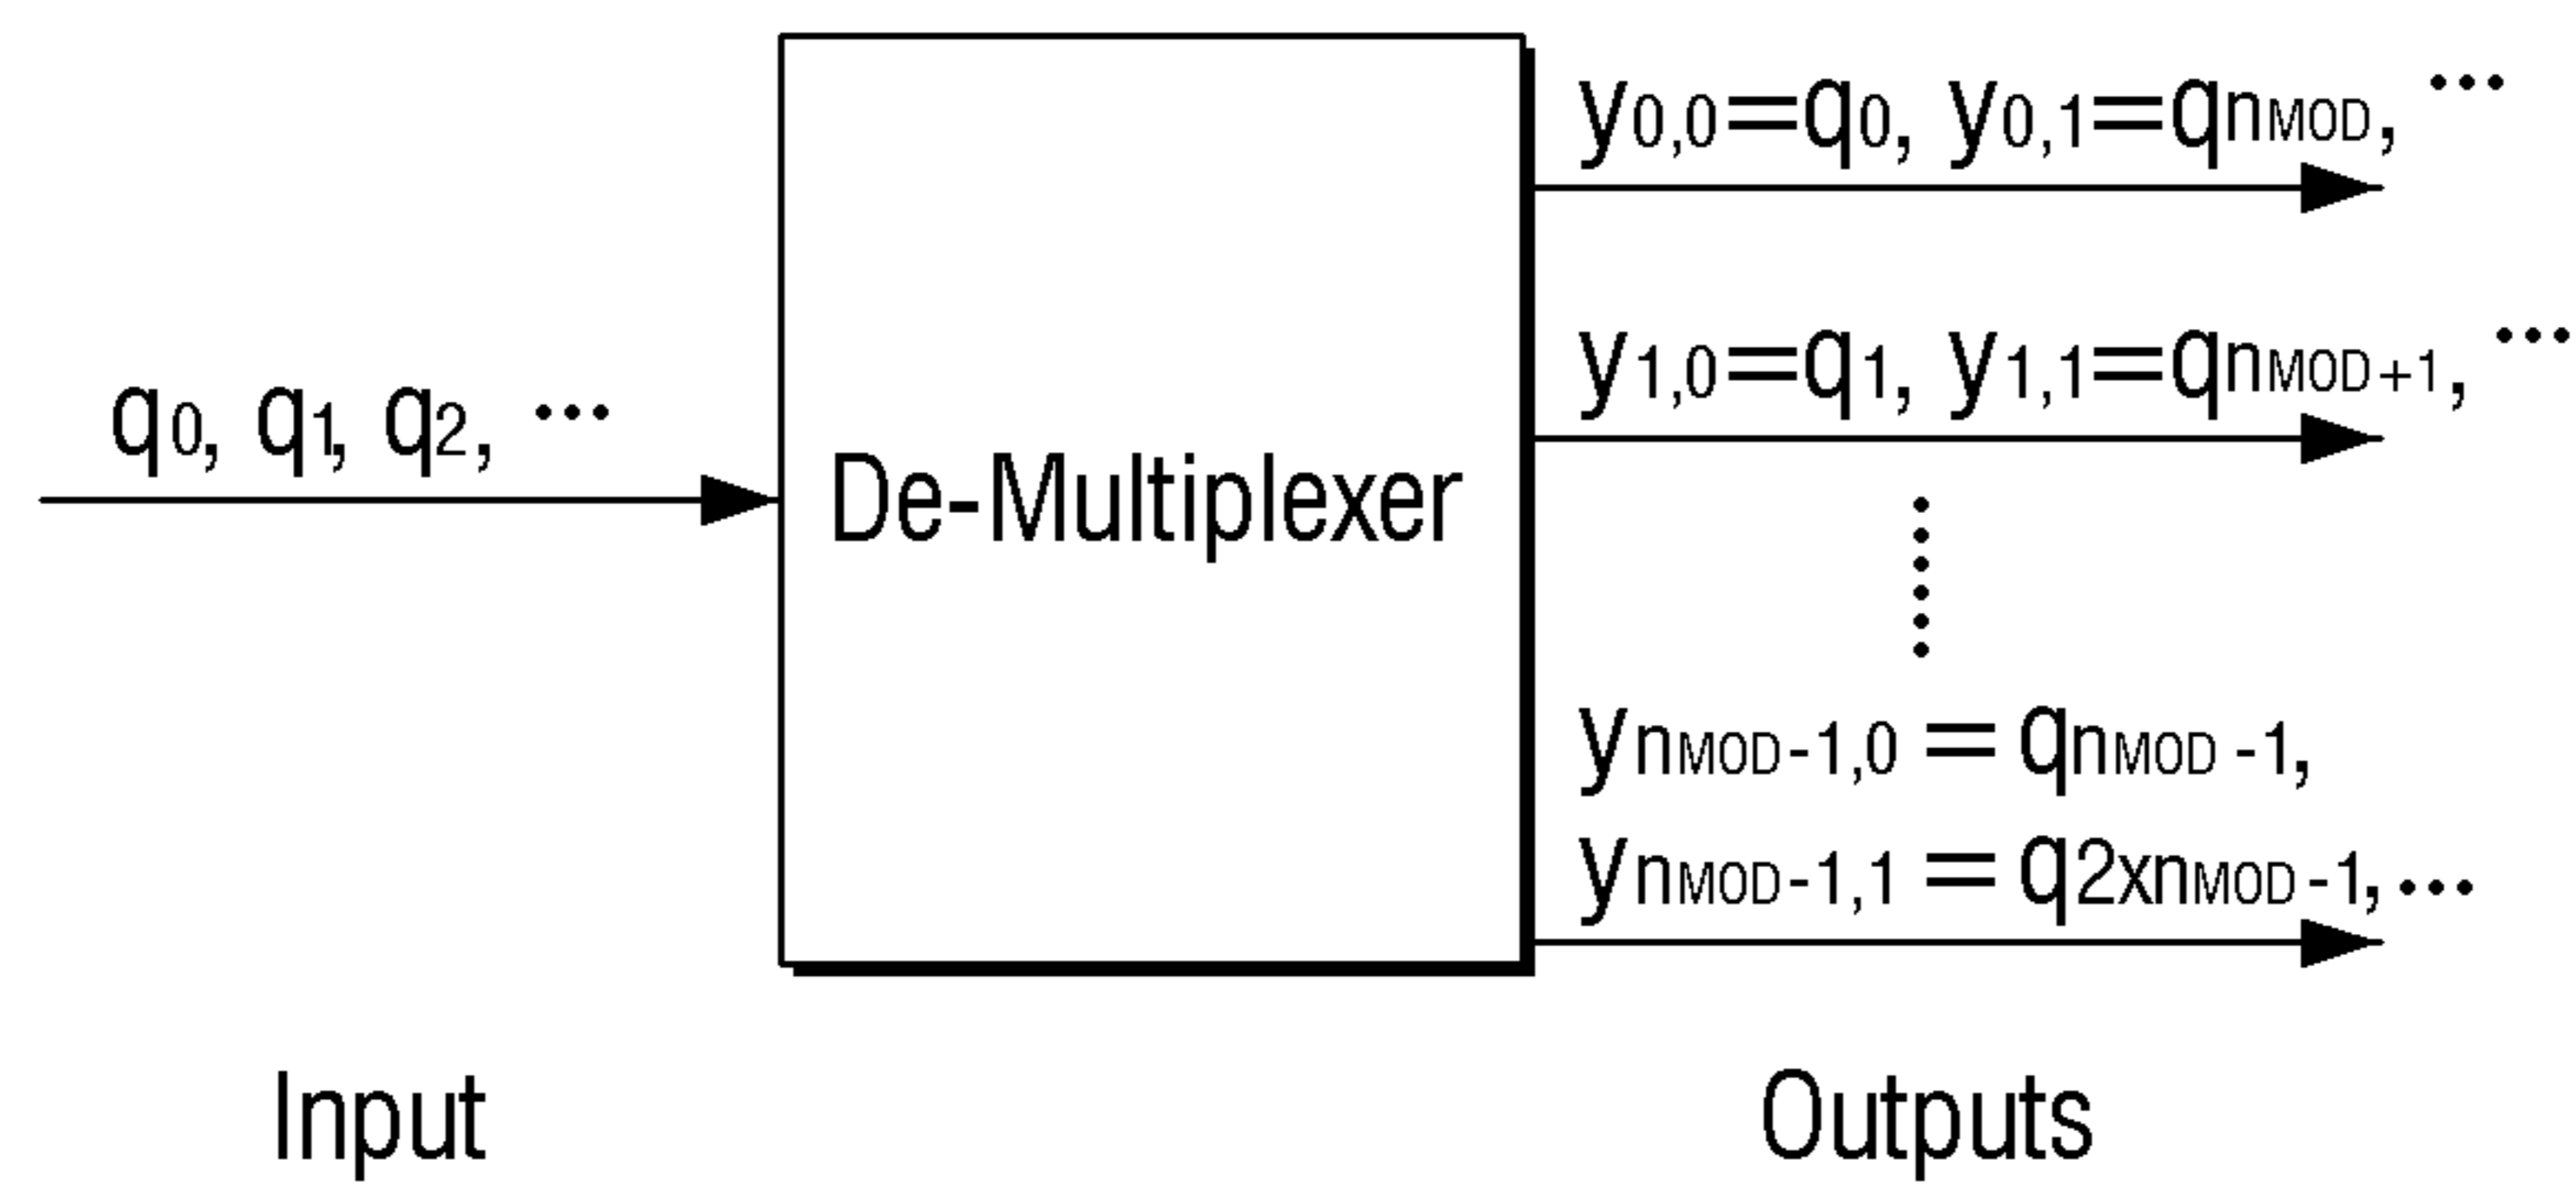 y0,0=q0, y0,1=qnMOD, ...
y1,0=q1, y1,1=qnMOD+1, ...
q0, q1, q2, ...
De-Multiplexer
ynMOD-1,0 = qnMOD -1,
ynMOD-1,1 = q2xnMOD -1, ...
Input
Outputs